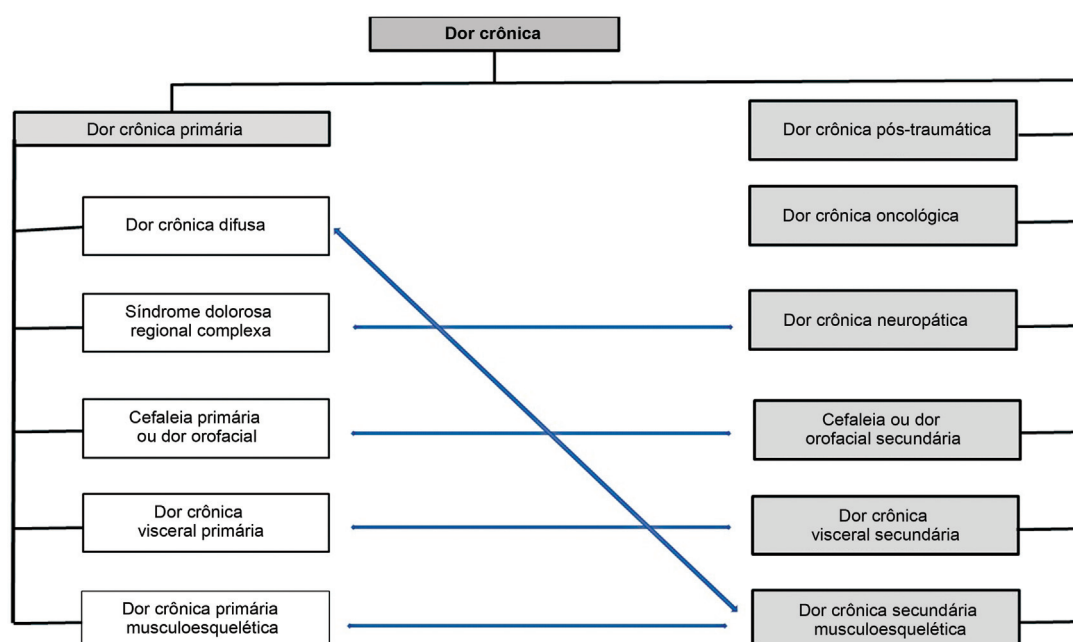 Dor crônica
Dor crônica primária
Dor crônica difusa
Síndrome dolorosa
regional complexa
Cefaleia primária
ou dor orofacial
Dor crônica
visceral primária
Dor crônica primária
musculoesquelética
Dor crônica pós-traumática
Dor crônica oncológica
Dor crônica neuropática
Cefaleia ou dor
orofacial secundária
Dor crônica
visceral secundária
Dor crônica secundária
musculoesquelética